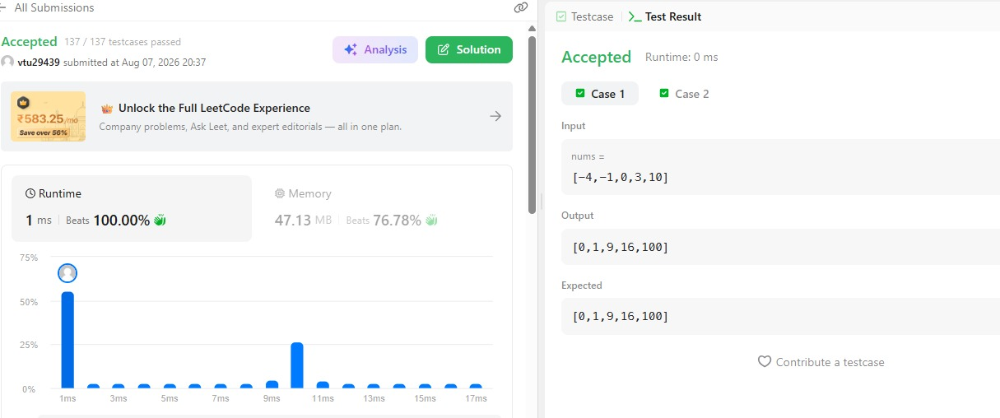 All Submissions
Accepted 137 / 137 testcases passed
vtu29439 submitted at Aug 07, 2026 20:37
Analysis
Solution
₹583.25/mo
Save over 56%
Unlock the Full LeetCode Experience
Company problems, Ask Leet, and expert editorials — all in one plan.
Runtime
1 ms Beats 100.00%
Memory
47.13 MB Beats 76.78%
75%
50%
25%
0%
1ms 3ms 5ms 7ms 9ms 11ms 13ms 15ms 17ms
Testcase
Test Result
Accepted Runtime: 0 ms
Case 1 Case 2
Input
nums =
[-4,-1,0,3,10]
Output
[0,1,9,16,100]
Expected
[0,1,9,16,100]
Contribute a testcase